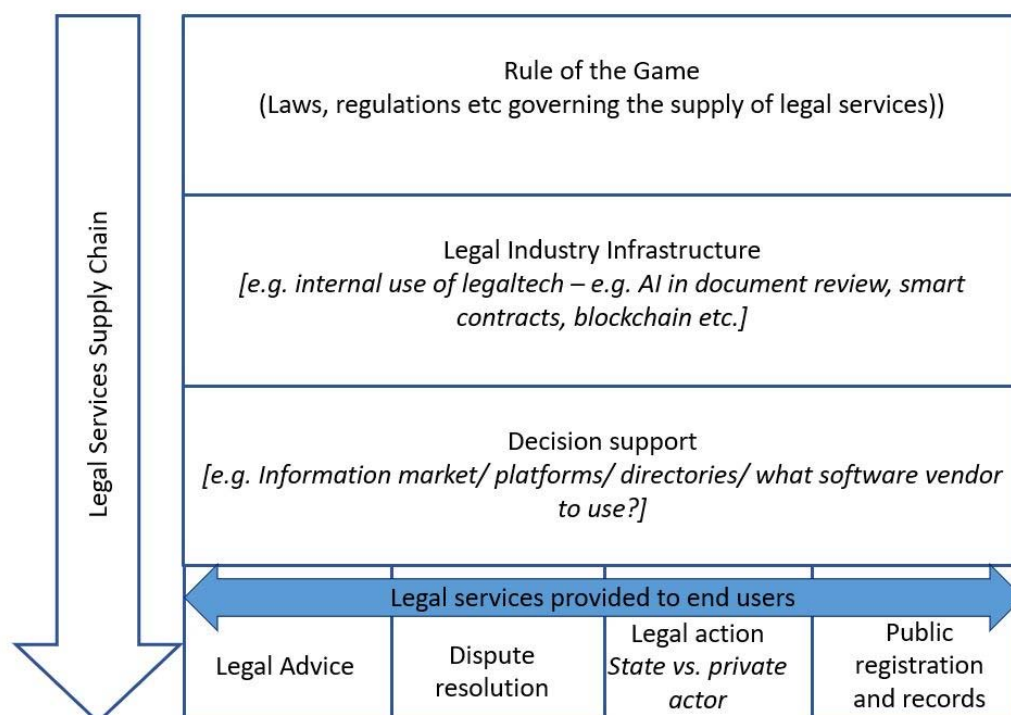 Legal Services Supply Chain
Rule of the Game
(Laws, regulations etc governing the supply of legal services))
Legal Industry Infrastructure
[e.g. internal use of legaltech – e.g. AI in document review, smart
contracts, blockchain etc.]
Decision support
[e.g. Information market/ platforms/ directories/ what software vendor
to use?]
Legal services provided to end users
Legal Advice
Dispute
resolution
Legal action
State vs. private
actor
Public
registration
and records